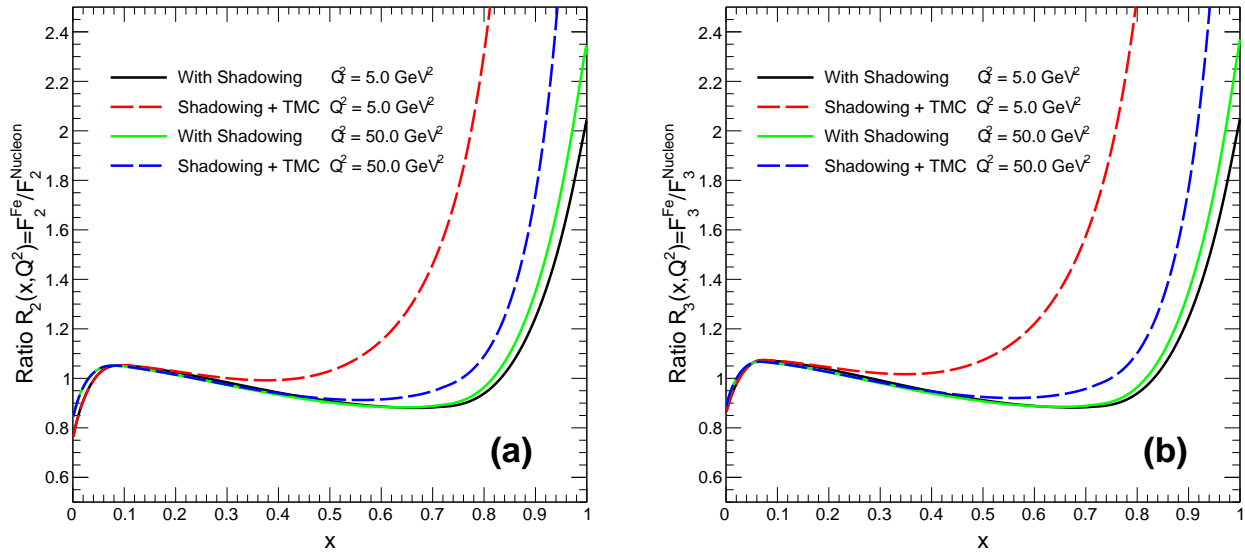 2.4
2.2
2
1.8
1.6
1.4
1.2
1
0.8
0.6
Ratio R₂(x,Q²)=F₂^Fe/F₂^Nucleon
With Shadowing Q² = 5.0 GeV²
Shadowing + TMC Q² = 5.0 GeV²
With Shadowing Q² = 50.0 GeV²
Shadowing + TMC Q² = 50.0 GeV²
(a)
0 0.1 0.2 0.3 0.4 0.5 0.6 0.7 0.8 0.9 1
x
2.4
2.2
2
1.8
1.6
1.4
1.2
1
0.8
0.6
Ratio R₃(x,Q²)=F₃^Fe/F₃^Nucleon
With Shadowing Q² = 5.0 GeV²
Shadowing + TMC Q² = 5.0 GeV²
With Shadowing Q² = 50.0 GeV²
Shadowing + TMC Q² = 50.0 GeV²
(b)
0 0.1 0.2 0.3 0.4 0.5 0.6 0.7 0.8 0.9 1
x